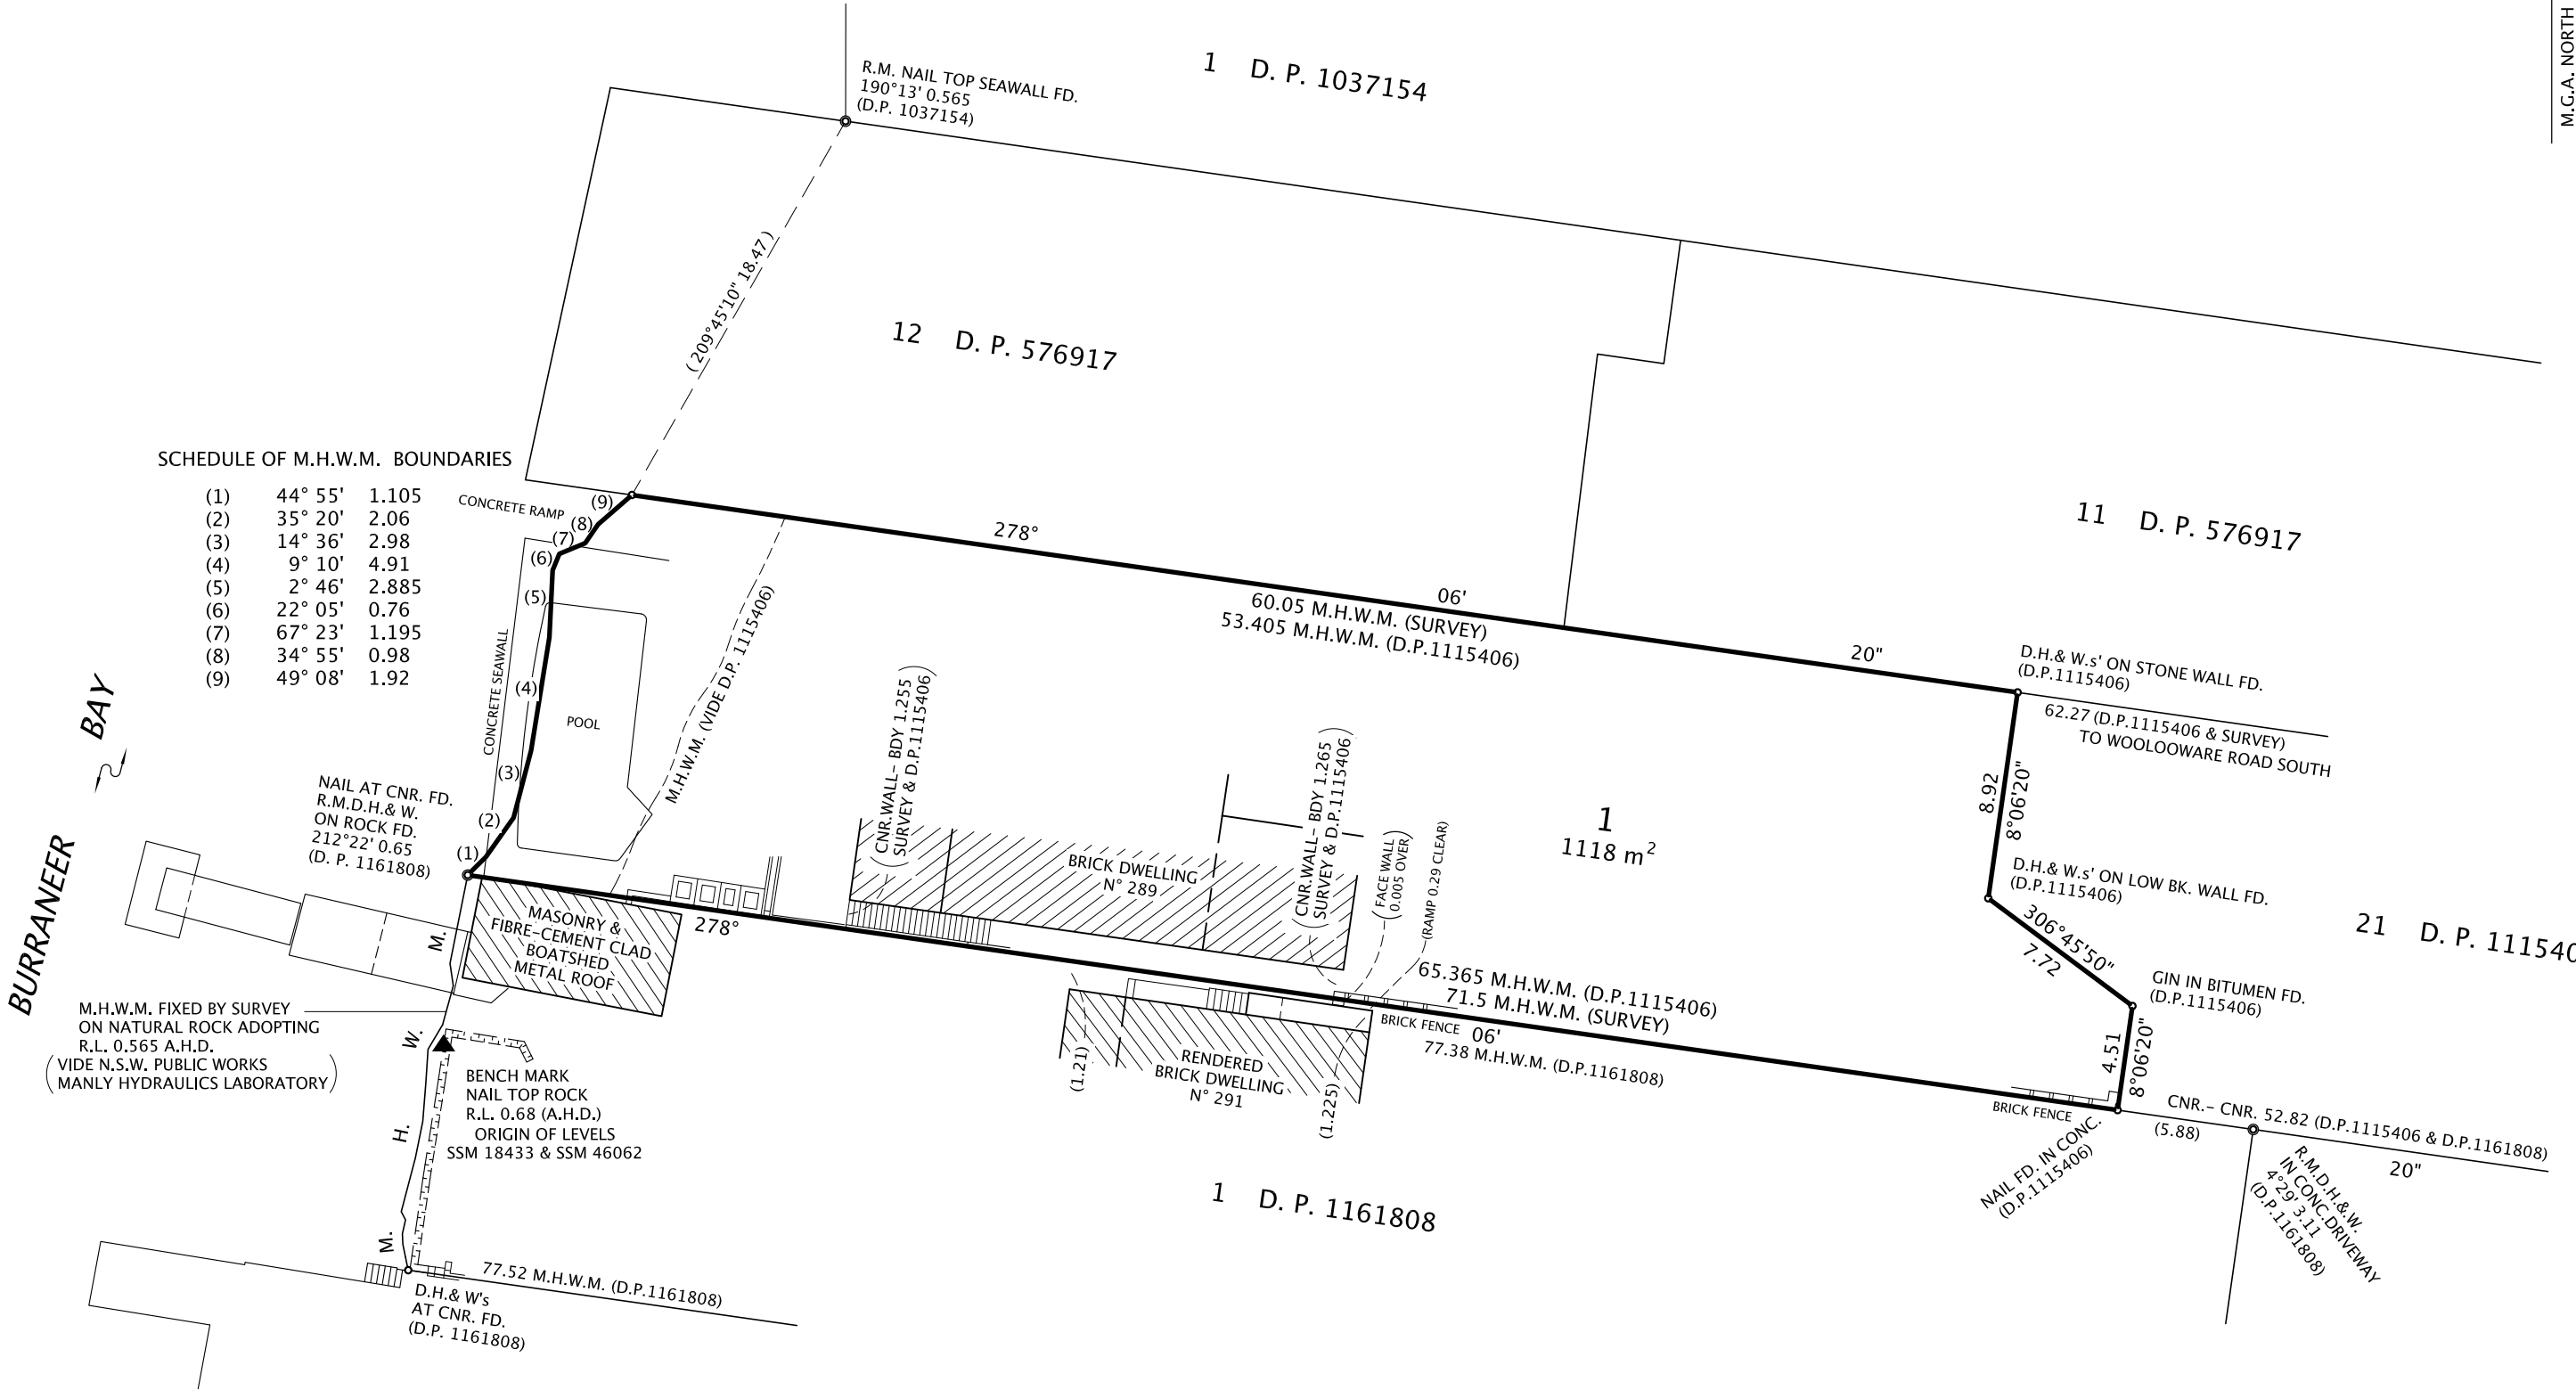 M.G.A. NORTH
1 D. P. 1037154
R.M. NAIL TOP SEAWALL FD.
190°13' 0.565
(D.P. 1037154)
(209°45'10" 18.47)
12 D. P. 576917
11 D. P. 576917
SCHEDULE OF M.H.W.M. BOUNDARIES
(1) 44° 55' 1.105
(2) 35° 20' 2.06
(3) 14° 36' 2.98
(4) 9° 10' 4.91
(5) 2° 46' 2.885
(6) 22° 05' 0.76
(7) 67° 23' 1.195
(8) 34° 55' 0.98
(9) 49° 08' 1.92
CONCRETE RAMP
(9)
(8)
(7)
(6)
(5)
(4)
(3)
(2)
(1)
CONCRETE SEAWALL
POOL
M.H.W.M. (VIDE D.P. 1115406)
278°
06'
20"
60.05 M.H.W.M. (SURVEY)
53.405 M.H.W.M. (D.P.1115406)
D.H.& W.s' ON STONE WALL FD.
(D.P.1115406)
62.27 (D.P.1115406 & SURVEY)
TO WOOLOOWARE ROAD SOUTH
8.92
8°06'20"
D.H.& W.s' ON LOW BK. WALL FD.
(D.P.1115406)
306°45'50"
7.72
21 D. P. 111540
GIN IN BITUMEN FD.
(D.P.1115406)
4.51
8°06'20"
BURRANEER BAY
NAIL AT CNR. FD.
R.M.D.H.& W.
ON ROCK FD.
212°22' 0.65
(D. P. 1161808)
CNR.WALL- BDY 1.255
SURVEY & D.P.1115406
BRICK DWELLING
N° 289
CNR.WALL- BDY 1.265
SURVEY & D.P.1115406
(FACE WALL
0.005 OVER)
(RAMP 0.29 CLEAR)
1
1118 m²
MASONRY &
FIBRE-CEMENT CLAD
BOATSHED
METAL ROOF
278°
65.365 M.H.W.M. (D.P.1115406)
71.5 M.H.W.M. (SURVEY)
BRICK FENCE
06'
77.38 M.H.W.M. (D.P.1161808)
(1.21)
RENDERED
BRICK DWELLING
N° 291
(1.225)
BRICK FENCE
NAIL FD. IN CONC.
(D.P.1115406)
CNR.- CNR. 52.82 (D.P.1115406 & D.P.1161808)
(5.88)
20"
R.M.D.H.&.W.
IN CONC.DRIVEWAY
4°29' 3.11
(D.P.1161808)
M.H.W.M. FIXED BY SURVEY
ON NATURAL ROCK ADOPTING
R.L. 0.565 A.H.D.
(VIDE N.S.W. PUBLIC WORKS
MANLY HYDRAULICS LABORATORY)
M.
W.
H.
M.
BENCH MARK
NAIL TOP ROCK
R.L. 0.68 (A.H.D.)
ORIGIN OF LEVELS
SSM 18433 & SSM 46062
1 D. P. 1161808
77.52 M.H.W.M. (D.P.1161808)
D.H.& W's
AT CNR. FD.
(D.P. 1161808)